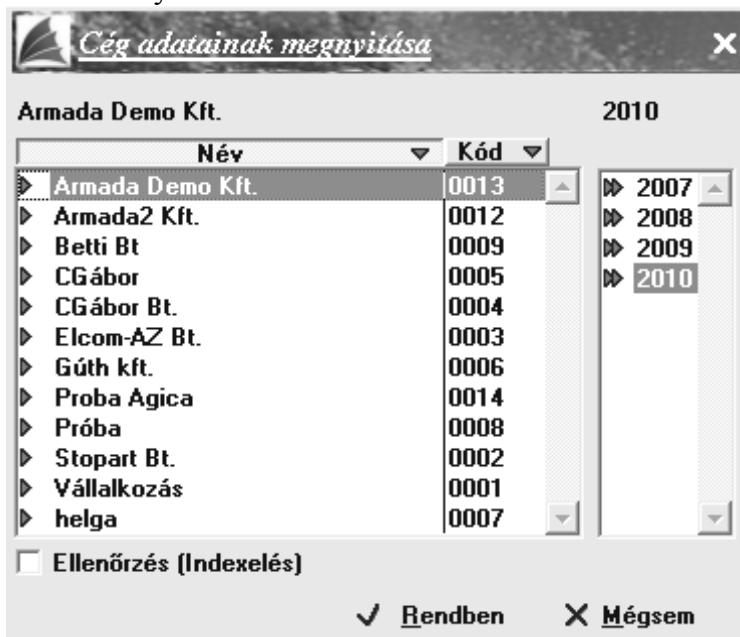 Cég adatainak megnyitása
Armada Demo Kft. 2010
Név Kód
Armada Demo Kft. 0013 2007
Armada2 Kft. 0012 2008
Betti Bt 0009 2009
CGábor 0005 2010
CGábor Bt. 0004
Elcom-AZ Bt. 0003
Gúth kft. 0006
Proba Agica 0014
Próba 0008
Stopart Bt. 0002
Vállalkozás 0001
helga 0007
Ellenőrzés (Indexelés)
Rendben Mégsem